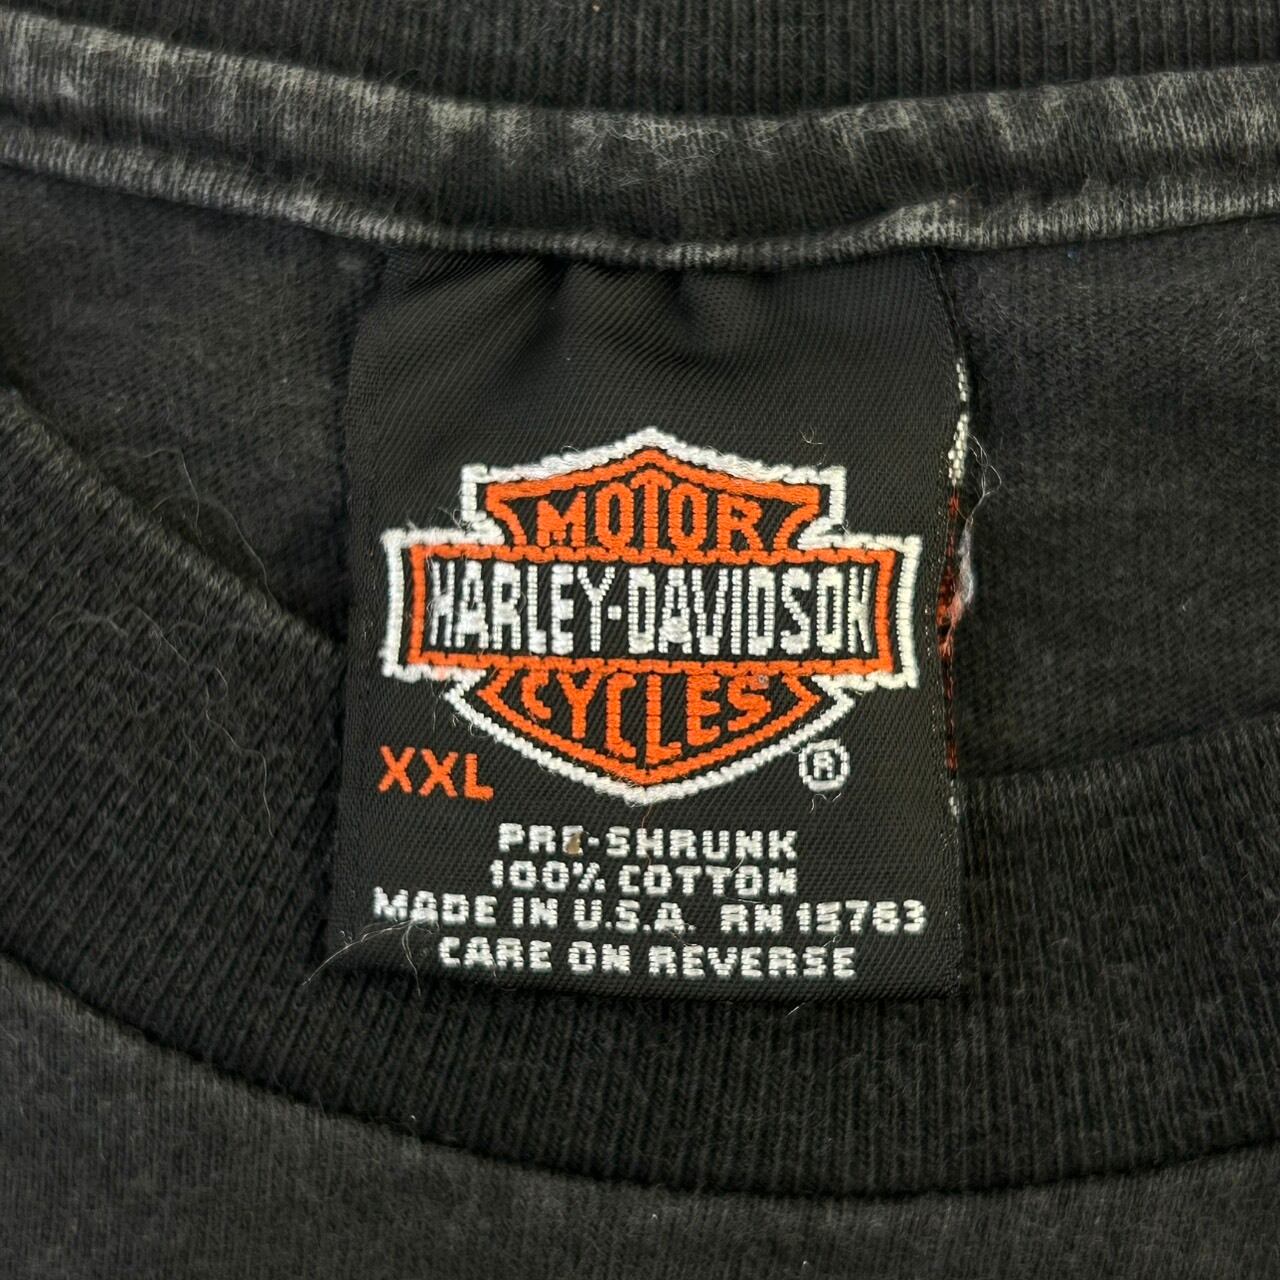 MOTOR
HARLEY-DAVIDSON
CYCLES
XXL ®
PRE-SHRUNK
100% COTTON
MADE IN U.S.A. RN 15763
CARE ON REVERSE